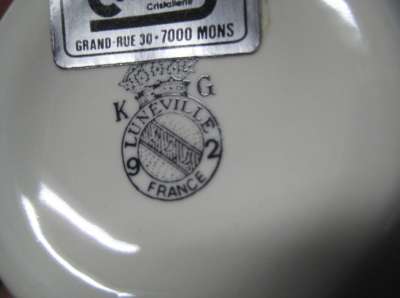 Cristallerie
GRAND-RUE 30 - 7000 MONS
K G
LUNEVILLE
9 2
FRANCE